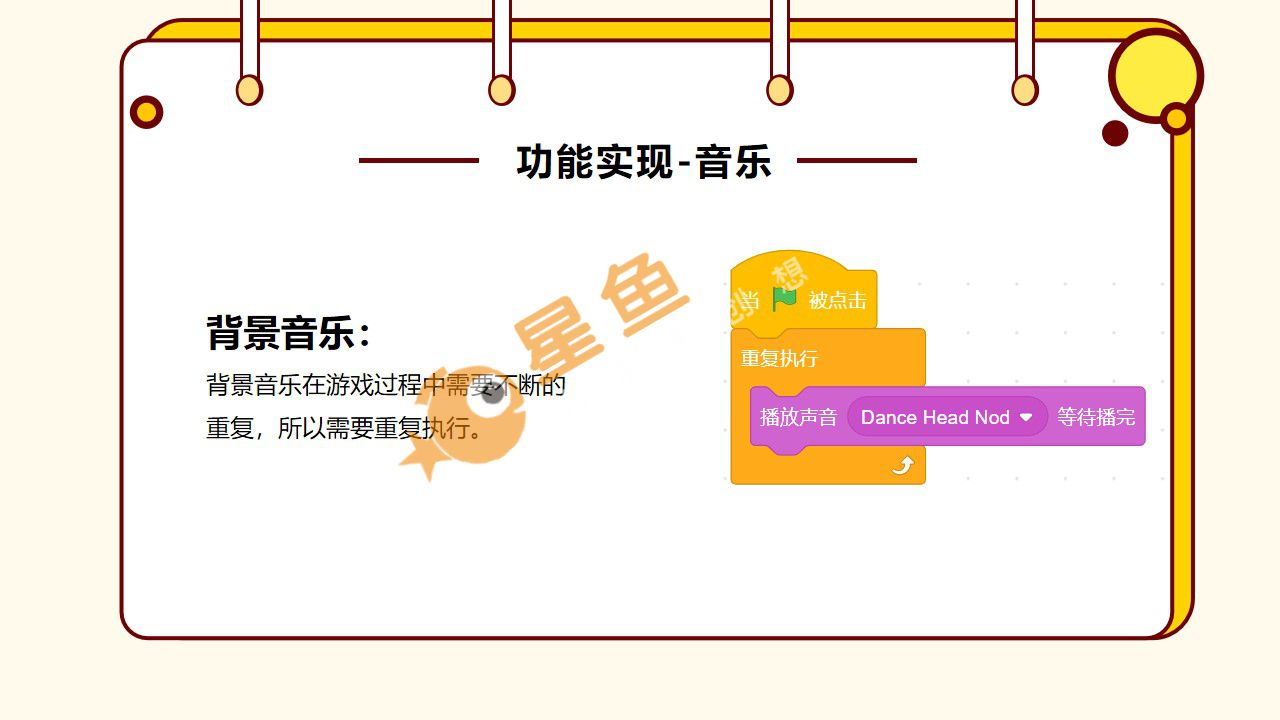 功能实现-音乐
背景音乐：
背景音乐在游戏过程中需要不断的
重复，所以需要重复执行。
星鱼
创想
当 被点击
重复执行
播放声音 Dance Head Nod 等待播完